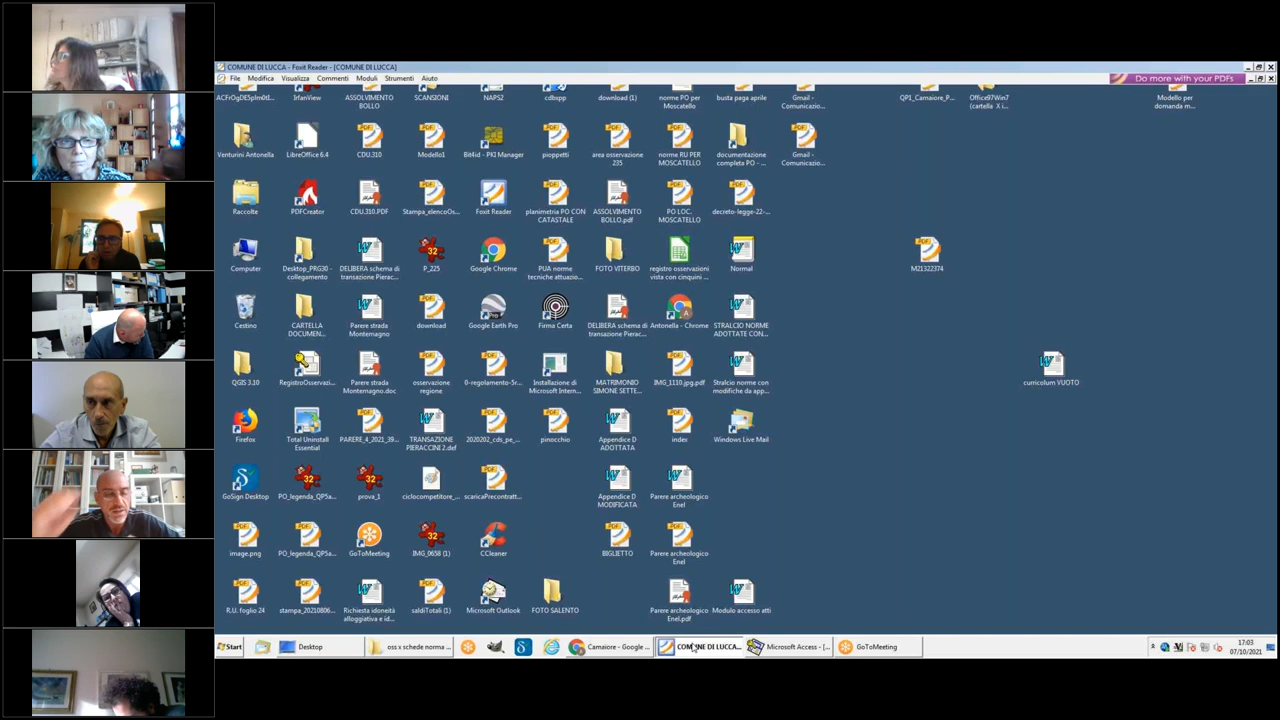 COMUNE DI LUCCA - Foxit Reader - [COMUNE DI LUCCA]
File Modifica Visualizza Commenti Moduli Strumenti Aiuto
Do more with your PDFs
IrfanView
ASSOLVIMENTO
BOLLO
SCANSIONI
NAPS2
cdbspp
download (1)
norme PO per
Moscatello
busta paga aprile
Gmail -
Comunicazio...
QP1_Camaiore_P...
Office97Win7
(cartella X i...
Modello per
domanda m...
Venturini Antonella
LibreOffice 6.4
CDU.310
Modello1
Bit4id - PKI Manager
pioppetti
area osservazione
235
norme RU PER
MOSCATELLO
documentazione
completa PO - ...
Gmail -
Comunicazio...
Raccolte
PDFCreator
CDU.310.PDF
Stampa_elencoOs...
Foxit Reader
planimetria PO CON
CATASTALE
ASSOLVIMENTO
BOLLO.pdf
PO LOC.
MOSCATELLO
decreto-legge-22-...
Computer
Desktop_PRG30 -
collegamento
DELIBERA schema di
transazione Pierac...
P_225
Google Chrome
PUA norme
tecniche attuazio...
FOTO VITERBO
registro osservazioni
vista con cinquini ...
Normal
M21322374
Cestino
CARTELLA
DOCUMEN...
Parere strada
Montemagno
download
Google Earth Pro
Firma Certa
DELIBERA schema di
transazione Pierac...
Antonella - Chrome
STRALCIO NORME
ADOTTATE CON...
QGIS 3.10
RegistroOsservazi...
Parere strada
Montemagno.doc
osservazione
regione
0-regolamento-5r...
Installazione di
Microsoft Intern...
MATRIMONIO
SIMONE SETTE...
IMG_1110.jpg.pdf
Stralcio norme con
modifiche da app...
curricolum VUOTO
Firefox
Total Uninstall
Essential
PARERE_4_2021_39...
TRANSAZIONE
PIERACCINI 2.def
2020202_cds_pe_...
pinocchio
Appendice D
ADOTTATA
index
Windows Live Mail
GoSign Desktop
PO_legenda_QP5a...
prova_1
ciclocompetitore_...
scaricaPrecontratt...
Appendice D
MODIFICATA
Parere archeologico
Enel
image.png
PO_legenda_QP5a...
GoToMeeting
IMG_0658 (1)
CCleaner
BIGLIETTO
Parere archeologico
Enel
R.U. foglio 24
stampa_20210806...
Richiesta idoneità
alloggiativa e id...
saldiTotali (1)
Microsoft Outlook
FOTO SALENTO
Parere archeologico
Enel.pdf
Modulo accesso atti
Start
Desktop
oss x schede norma ...
Camaiore - Google ...
COMUNE DI LUCCA...
Microsoft Access - [...
GoToMeeting
17:03
07/10/2021